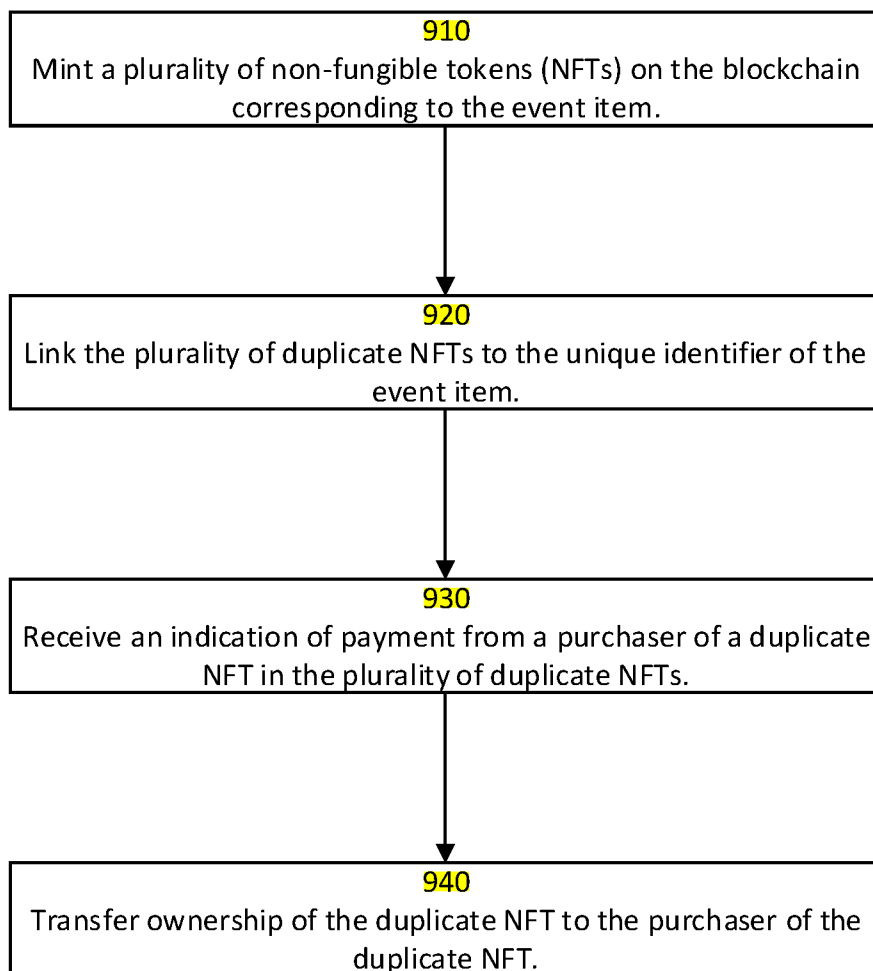 910
Mint a plurality of non-fungible tokens (NFTs) on the blockchain
corresponding to the event item.
920
Link the plurality of duplicate NFTs to the unique identifier of the
event item.
930
Receive an indication of payment from a purchaser of a duplicate
NFT in the plurality of duplicate NFTs.
940
Transfer ownership of the duplicate NFT to the purchaser of the
duplicate NFT.